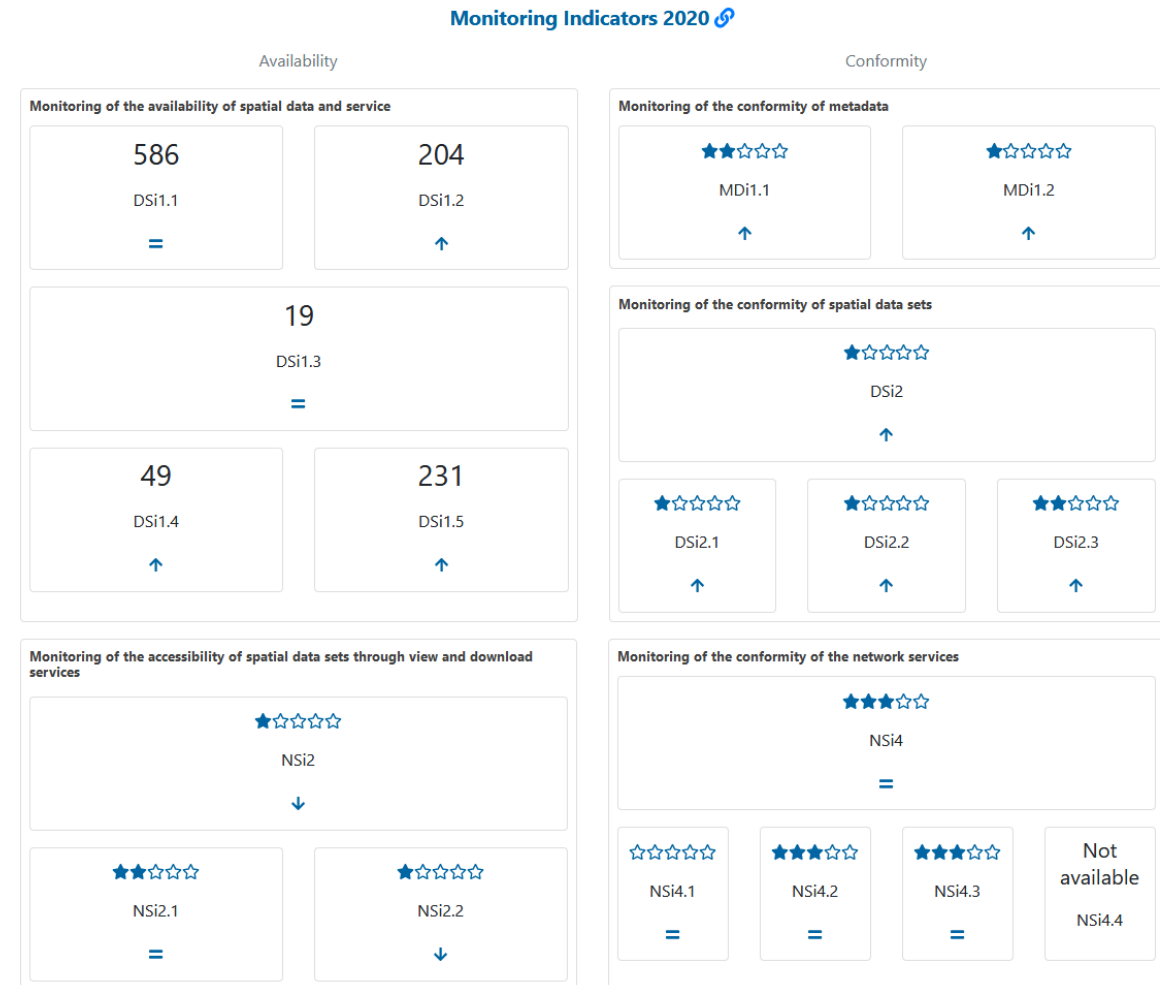 Monitoring Indicators 2020
Availability
Monitoring of the availability of spatial data and service
586
DSi1.1
=
204
DSi1.2
↑
19
DSi1.3
=
49
DSi1.4
↑
231
DSi1.5
↑
Monitoring of the accessibility of spatial data sets through view and download
services
★☆☆☆☆
NSi2
↓
★★☆☆☆
NSi2.1
=
★☆☆☆☆
NSi2.2
↓
Conformity
Monitoring of the conformity of metadata
★★☆☆☆
MDi1.1
↑
★☆☆☆☆
MDi1.2
↑
Monitoring of the conformity of spatial data sets
★☆☆☆☆
DSi2
↑
★☆☆☆☆
DSi2.1
↑
★☆☆☆☆
DSi2.2
↑
★★☆☆☆
DSi2.3
↑
Monitoring of the conformity of the network services
★★★☆☆
NSi4
=
☆☆☆☆☆
NSi4.1
=
★★★☆☆
NSi4.2
=
★★★☆☆
NSi4.3
=
Not
available
NSi4.4